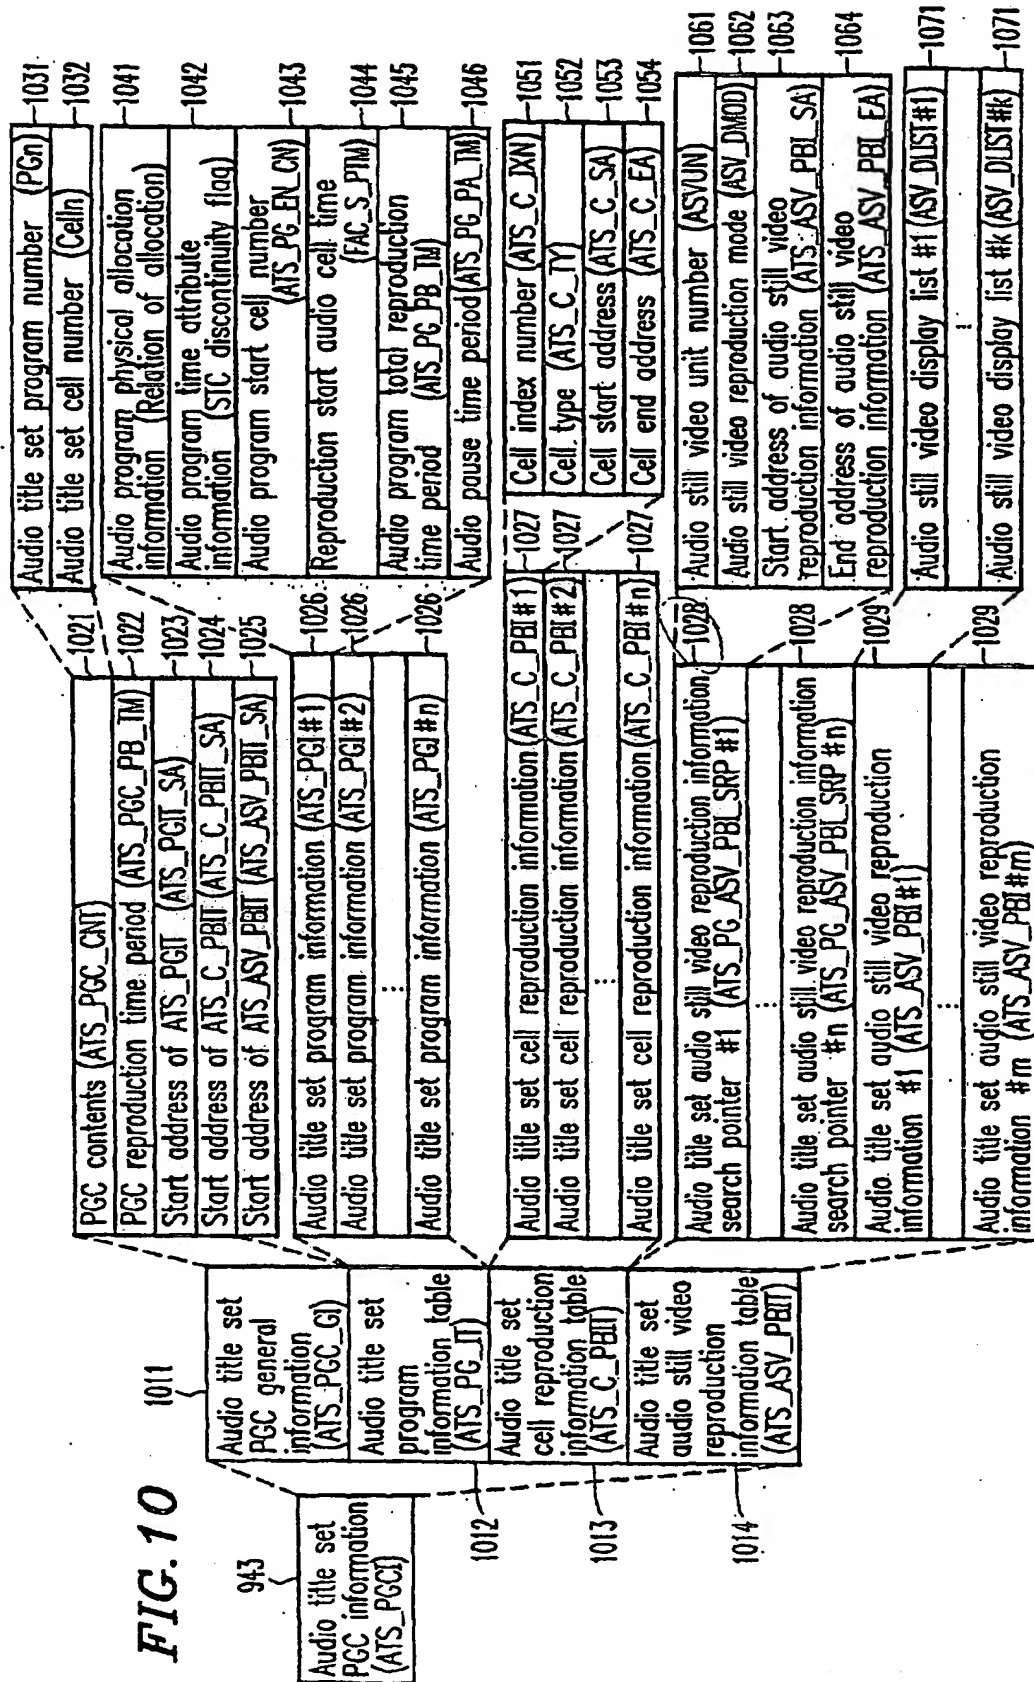 FIG. 10
943
Audio title set
PGC information
(ATS_PGCI)
1011
Audio title set
PGC general
information
(ATS_PGC_GI)
Audio title set
program
information table
(ATS_PG_IT)
Audio title set
cell reproduction
information table
(ATS_C_PBIT)
Audio title set
audio still video
reproduction
information table
(ATS_ASV_PBIT)
1012
1013
1014
PGC contents (ATS_PGC_CNT)
1021
PGC reproduction time period (ATS_PGC_PB_TM)
1022
Start address of ATS_PGIT (ATS_PGIT_SA)
1023
Start address of ATS_C_PBIT (ATS_C_PBIT_SA)
1024
Start address of ATS_ASV_PBIT (ATS_ASV_PBIT_SA)
1025
Audio title set program information (ATS_PGI#1)
1026
Audio title set program information (ATS_PGI#2)
1026
...
Audio title set program information (ATS_PGI#n)
1026
Audio title set cell reproduction information (ATS_C_PBI#1)
1027
Audio title set cell reproduction information (ATS_C_PBI#2)
1027
...
Audio title set cell reproduction information (ATS_C_PBI#n)
1027
Audio title set audio still video reproduction information
search pointer #1 (ATS_PG_ASV_PBI_SRP#1)
1028
...
Audio title set audio still video reproduction information
search pointer #n (ATS_PG_ASV_PBI_SRP#n)
1028
Audio title set audio still video reproduction
information #1 (ATS_ASV_PBI#1)
1029
...
Audio title set audio still video reproduction
information #m (ATS_ASV_PBI#m)
1029
Audio title set program number (PGn)
1031
Audio title set cell number (Celln)
1032
Audio program physical allocation
information (Relation of allocation)
1041
Audio program time attribute
information (STC discontinuity flag)
1042
Audio program start cell number
(ATS_PG_EN_CN)
1043
Reproduction start audio cell time
(FAC_S_PTM)
1044
Audio program total reproduction
time period (ATS_PG_PB_TM)
1045
Audio pause time period (ATS_PG_PA_TM)
1046
Cell index number (ATS_C_IXN)
1051
Cell type (ATS_C_TY)
1052
Cell start address (ATS_C_SA)
1053
Cell end address (ATS_C_EA)
1054
Audio still video unit number (ASVUN)
1061
Audio still video reproduction mode (ASV_DMOD)
1062
Start address of audio still video
reproduction information (ATS_ASV_PBI_SA)
1063
End address of audio still video
reproduction information (ATS_ASV_PBI_EA)
1064
Audio still video display list #1 (ASV_DLIST#1)
1071
...
Audio still video display list #k (ASV_DLIST#k)
1071